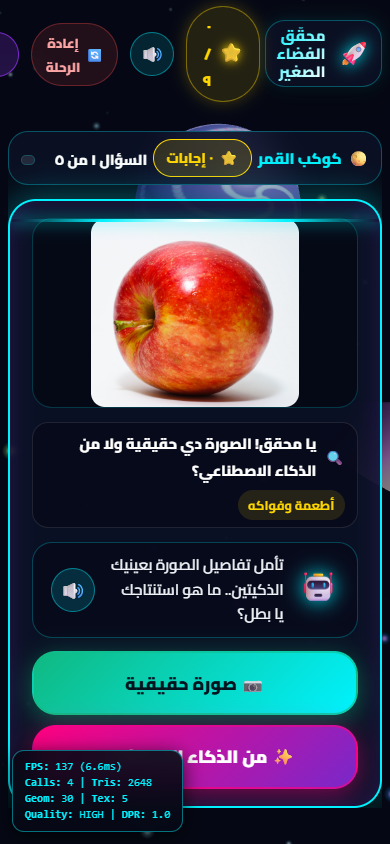 محقّق
الفضاء
الصغير
٠
/
٩
إعادة
الرحلة
كوكب القمر
٠ إجابات
السؤال ١ من ٥
يا محقق! الصورة دي حقيقية ولا من
الذكاء الاصطناعي؟
أطعمة وفواكه
تأمل تفاصيل الصورة بعينيك
الذكيتين.. ما هو استنتاجك
يا بطل؟
صورة حقيقية
من الذكاء
FPS: 137 (6.6ms)
Calls: 4 | Tris: 2648
Geom: 30 | Tex: 5
Quality: HIGH | DPR: 1.0